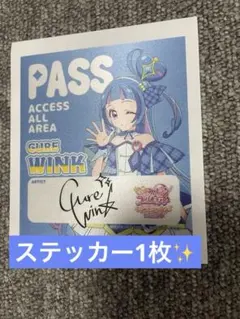 PASS
ACCESS
ALL
AREA
CURE
WINK
ARTIST
Cure
Wink
ステッカー1枚✨